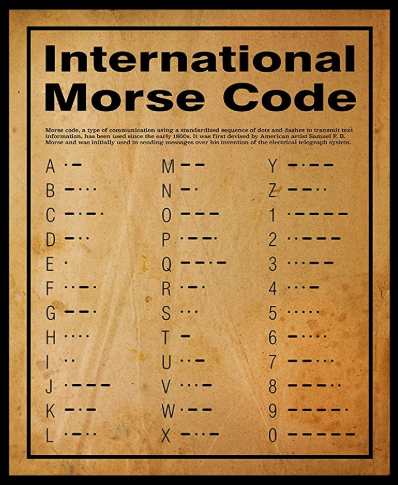 International
Morse Code
Morse code, a type of communication using a standardised sequence of dots and dashes to transmit text
information, has been used since the early 1800s. It was first devised by American artist Samuel F. B.
Morse and was initially used in sending messages over his invention of the electrical telegraph system.
A ·–
B –···
C –·–·
D –··
E ·
F ··–·
G ––·
H ····
I ··
J ·–––
K –·–
L ·–··
M ––
N –·
O –––
P ·––·
Q ––·–
R ·–·
S ···
T –
U ··–
V ···–
W ·––
X –··–
Y –·––
Z ––··
1 ·––––
2 ··–––
3 ···––
4 ····–
5 ·····
6 –····
7 ––···
8 –––··
9 ––––·
0 –––––